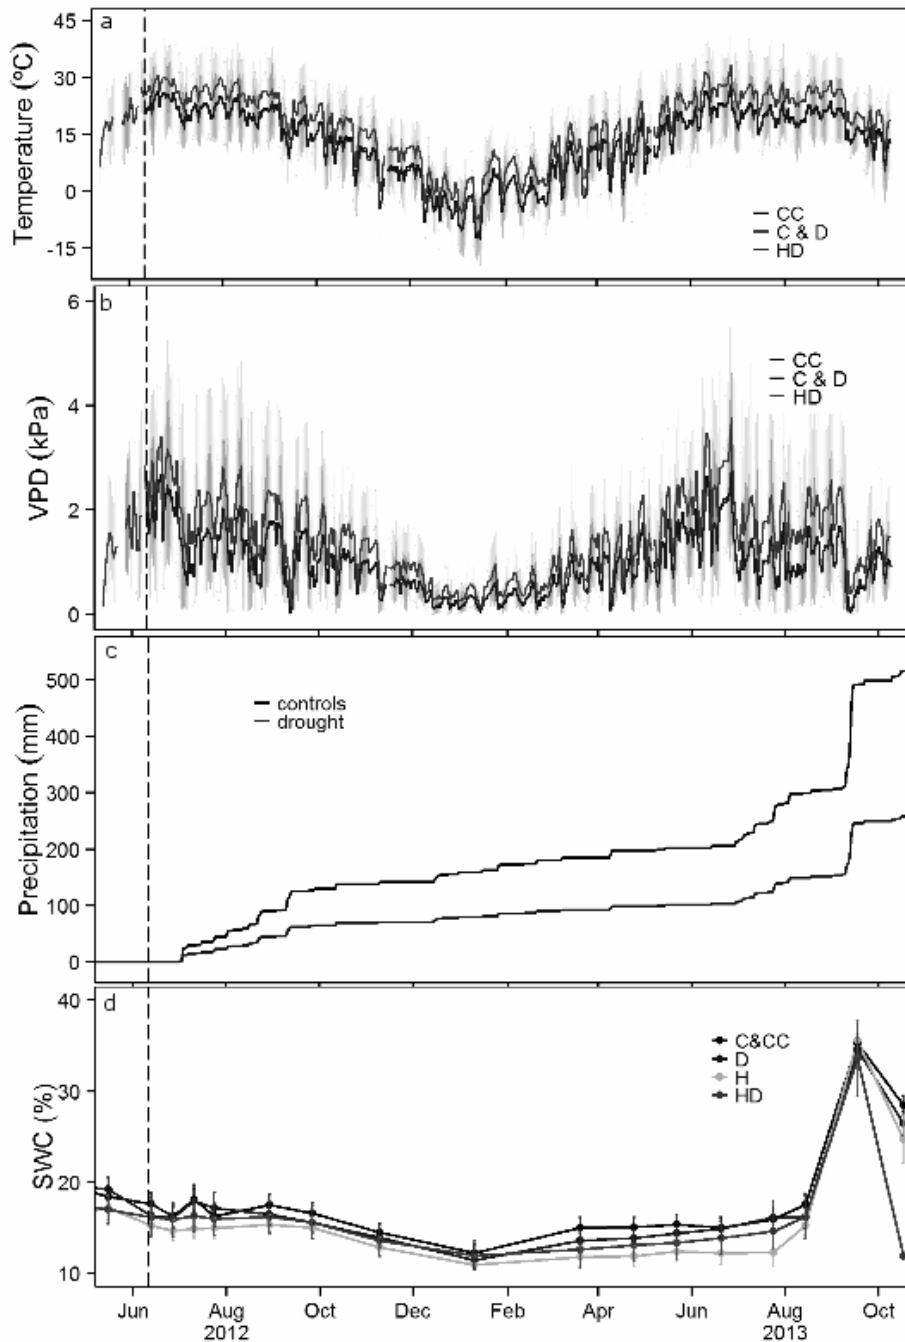 a
45
30
15
0
-15
Temperature (ºC)
CC
C & D
HD
b
6
4
2
0
VPD (kPa)
CC
C & D
HD
c
500
400
300
200
100
0
Precipitation (mm)
controls
drought
d
40
30
20
10
SWC (%)
C&CC
D
H
HD
Jun Aug Oct Dec Feb Apr Jun Aug Oct
2012 2013